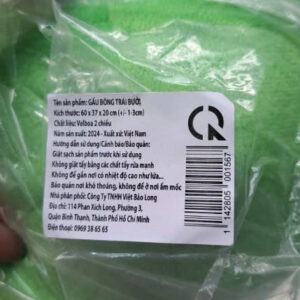 Tên sản phẩm: GẤU BÔNG TRÁI BƯỞI.
Kích thước: 60 x 37 x 20 cm (+/- 1-3cm)
Chất liệu: Velboa 2 chiều
Năm sản xuất: 2024 - Xuất xứ: Việt Nam
Hướng dẫn sử dụng/Cảnh báo/Bảo quản:
Giặt sạch sản phẩm trước khi sử dụng
Không giặt tẩy bằng các chất tẩy rửa mạnh
Không để gần nơi có nhiệt độ cao như lửa...
Bảo quản nơi khô thoáng, không để ở nơi ẩm mốc
Nhà phân phối: Công Ty TNHH Việt Bảo Long
Địa chỉ: 114 Phan Xích Long, Phường 3,
Quận Bình Thạnh, Thành Phố Hồ Chí Minh
Điện thoại: 0969 38 65 65
CR
1 142805 001567